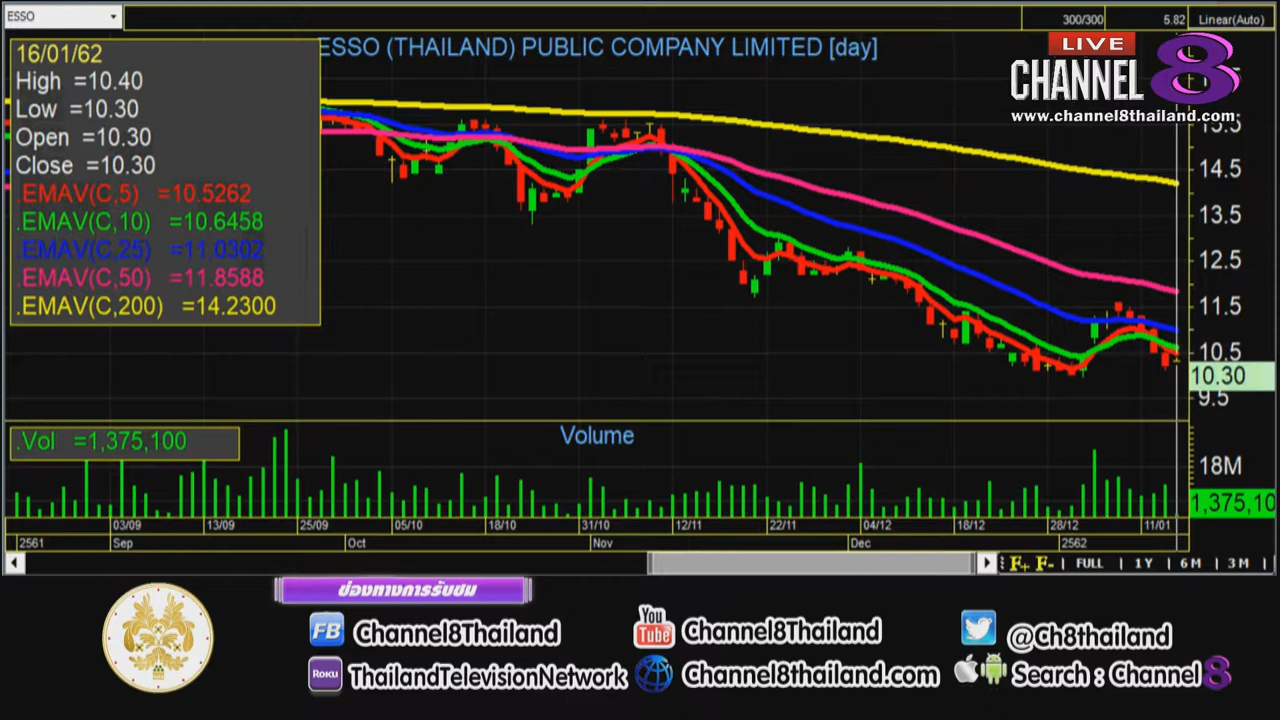 ESSO
300/300
5.82
Linear(Auto)
ESSO (THAILAND) PUBLIC COMPANY LIMITED [day]
LIVE
CHANNEL 8
www.channel8thailand.com
16/01/62
High =10.40
Low =10.30
Open =10.30
Close =10.30
.EMAV(C,5) =10.5262
.EMAV(C,10) =10.6458
.EMAV(C,25) =11.0302
.EMAV(C,50) =11.8588
.EMAV(C,200) =14.2300
15.5
14.5
13.5
12.5
11.5
10.5
10.30
9.5
.Vol =1,375,100
Volume
18M
1,375,10
03/09 13/09 25/09 05/10 18/10 31/10 12/11 22/11 04/12 18/12 28/12 11/01
2561 Sep Oct Nov Dec 2562
F+ F- | FULL | 1Y | 6M | 3M |
ช่องทางการรับชม
FB Channel8Thailand
You Tube Channel8Thailand
@Ch8thailand
ROKU ThailandTelevisionNetwork
Channel8thailand.com
Search : Channel 8